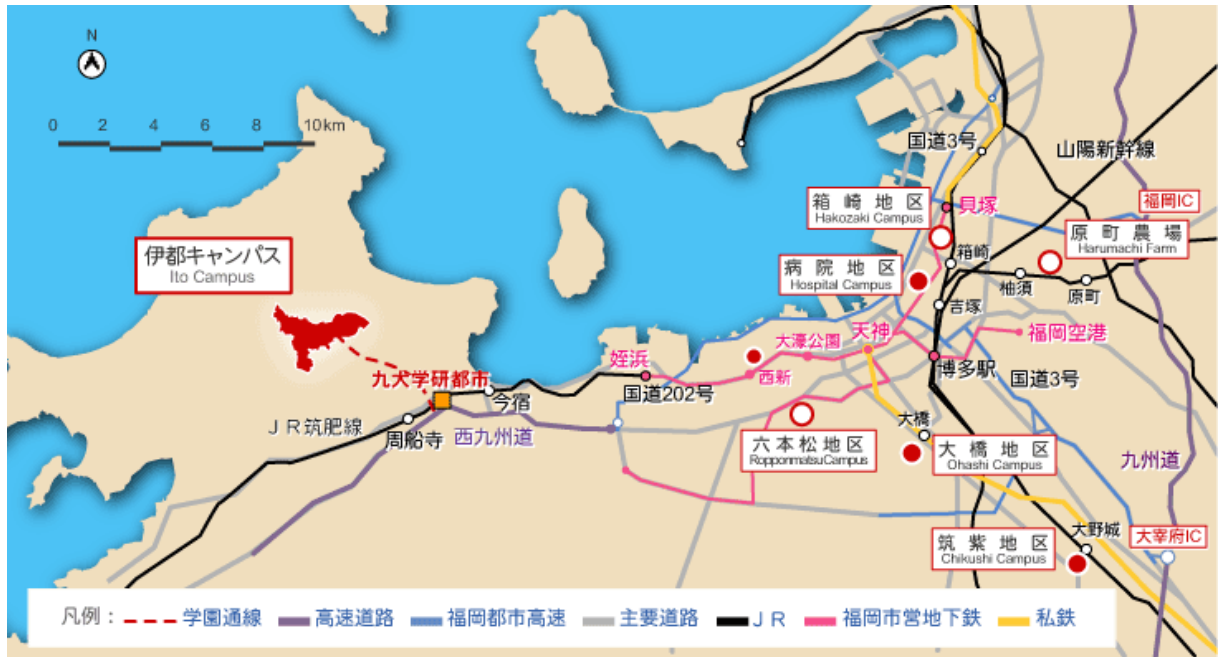 N
0 2 4 6 8 10km
国道3号
山陽新幹線
箱崎地区
Hakozaki Campus
貝塚
福岡IC
原町農場
Harumachi Farm
伊都キャンパス
Ito Campus
病院地区
Hospital Campus
箱崎
柚須
原町
吉塚
福岡空港
天神
大濠公園
姪浜
西新
博多駅
国道3号
九大学研都市
今宿
国道202号
JR筑肥線
周船寺
西九州道
六本松地区
Ropponmatsu Campus
大橋
大橋地区
Ohashi Campus
九州道
大野城
大宰府IC
筑紫地区
Chikushi Campus
凡例: 学園通線 高速道路 福岡都市高速 主要道路 JR 福岡市営地下鉄 私鉄